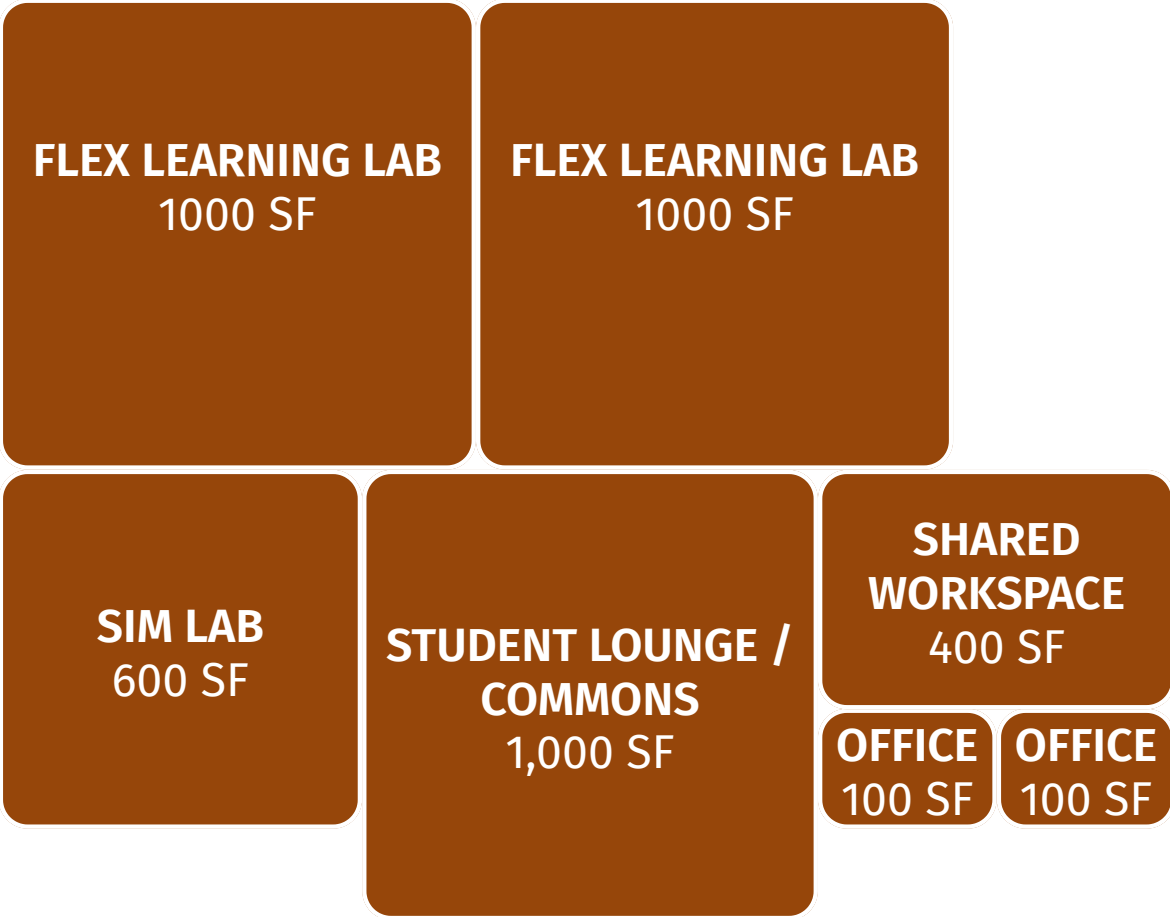 FLEX LEARNING LAB
1000 SF
FLEX LEARNING LAB
1000 SF
SIM LAB
600 SF
STUDENT LOUNGE /
COMMONS
1,000 SF
SHARED
WORKSPACE
400 SF
OFFICE
100 SF
OFFICE
100 SF